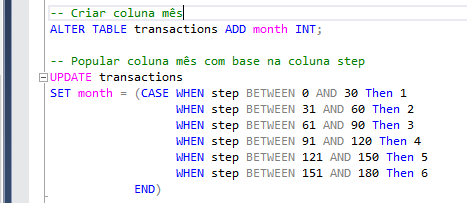 -- Criar coluna mês
ALTER TABLE transactions ADD month INT;
-- Popular coluna mês com base na coluna step
UPDATE transactions
SET month = (CASE WHEN step BETWEEN 0 AND 30 Then 1
WHEN step BETWEEN 31 AND 60 Then 2
WHEN step BETWEEN 61 AND 90 Then 3
WHEN step BETWEEN 91 AND 120 Then 4
WHEN step BETWEEN 121 AND 150 Then 5
WHEN step BETWEEN 151 AND 180 Then 6
END)